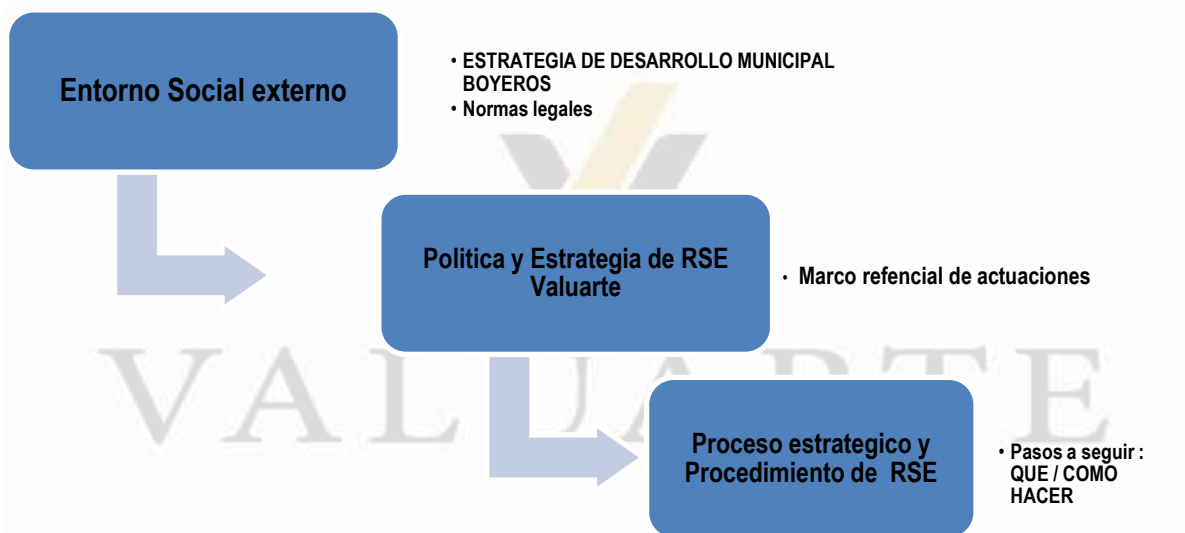 Entorno Social externo
• ESTRATEGIA DE DESARROLLO MUNICIPAL
BOYEROS
• Normas legales
Politica y Estrategia de RSE
Valuarte
• Marco refencial de actuaciones
VALUARTE
Proceso estrategico y
Procedimiento de RSE
• Pasos a seguir :
QUE / COMO
HACER